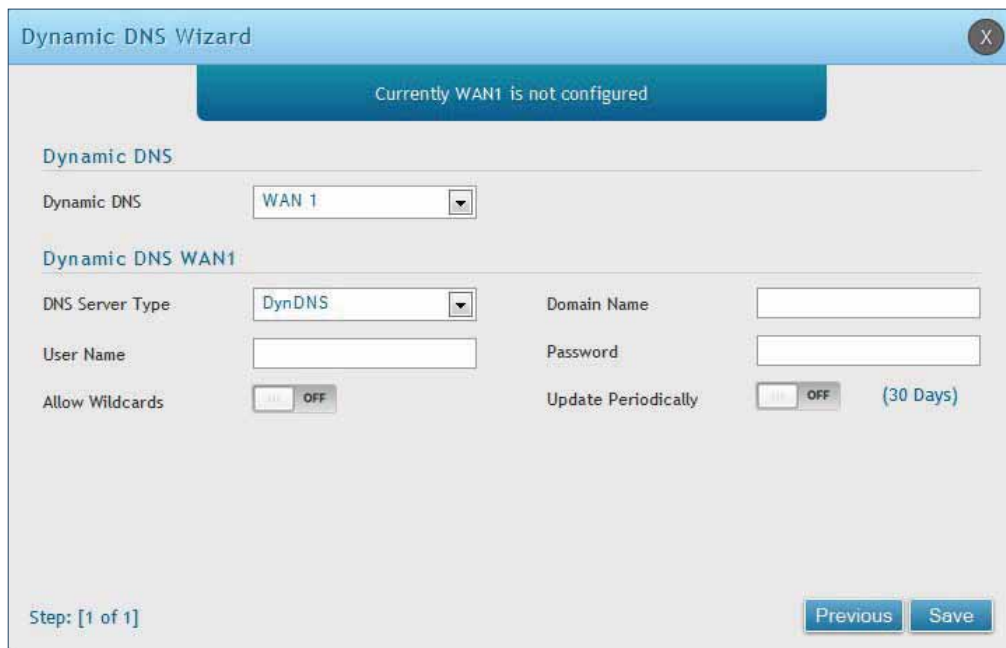 Dynamic DNS Wizard
X
Currently WAN1 is not configured
Dynamic DNS
Dynamic DNS WAN 1
Dynamic DNS WAN1
DNS Server Type DynDNS Domain Name
User Name Password
Allow Wildcards OFF Update Periodically OFF (30 Days)
Step: [1 of 1] Previous Save